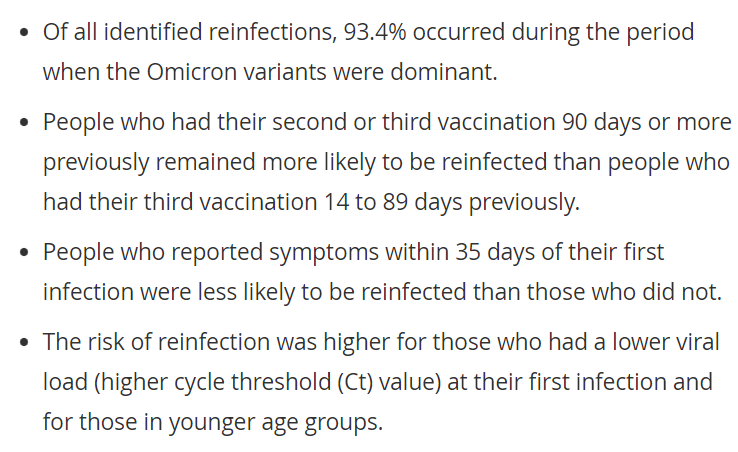 • Of all identified reinfections, 93.4% occurred during the period
when the Omicron variants were dominant.
• People who had their second or third vaccination 90 days or more
previously remained more likely to be reinfected than people who
had their third vaccination 14 to 89 days previously.
• People who reported symptoms within 35 days of their first
infection were less likely to be reinfected than those who did not.
• The risk of reinfection was higher for those who had a lower viral
load (higher cycle threshold (Ct) value) at their first infection and
for those in younger age groups.